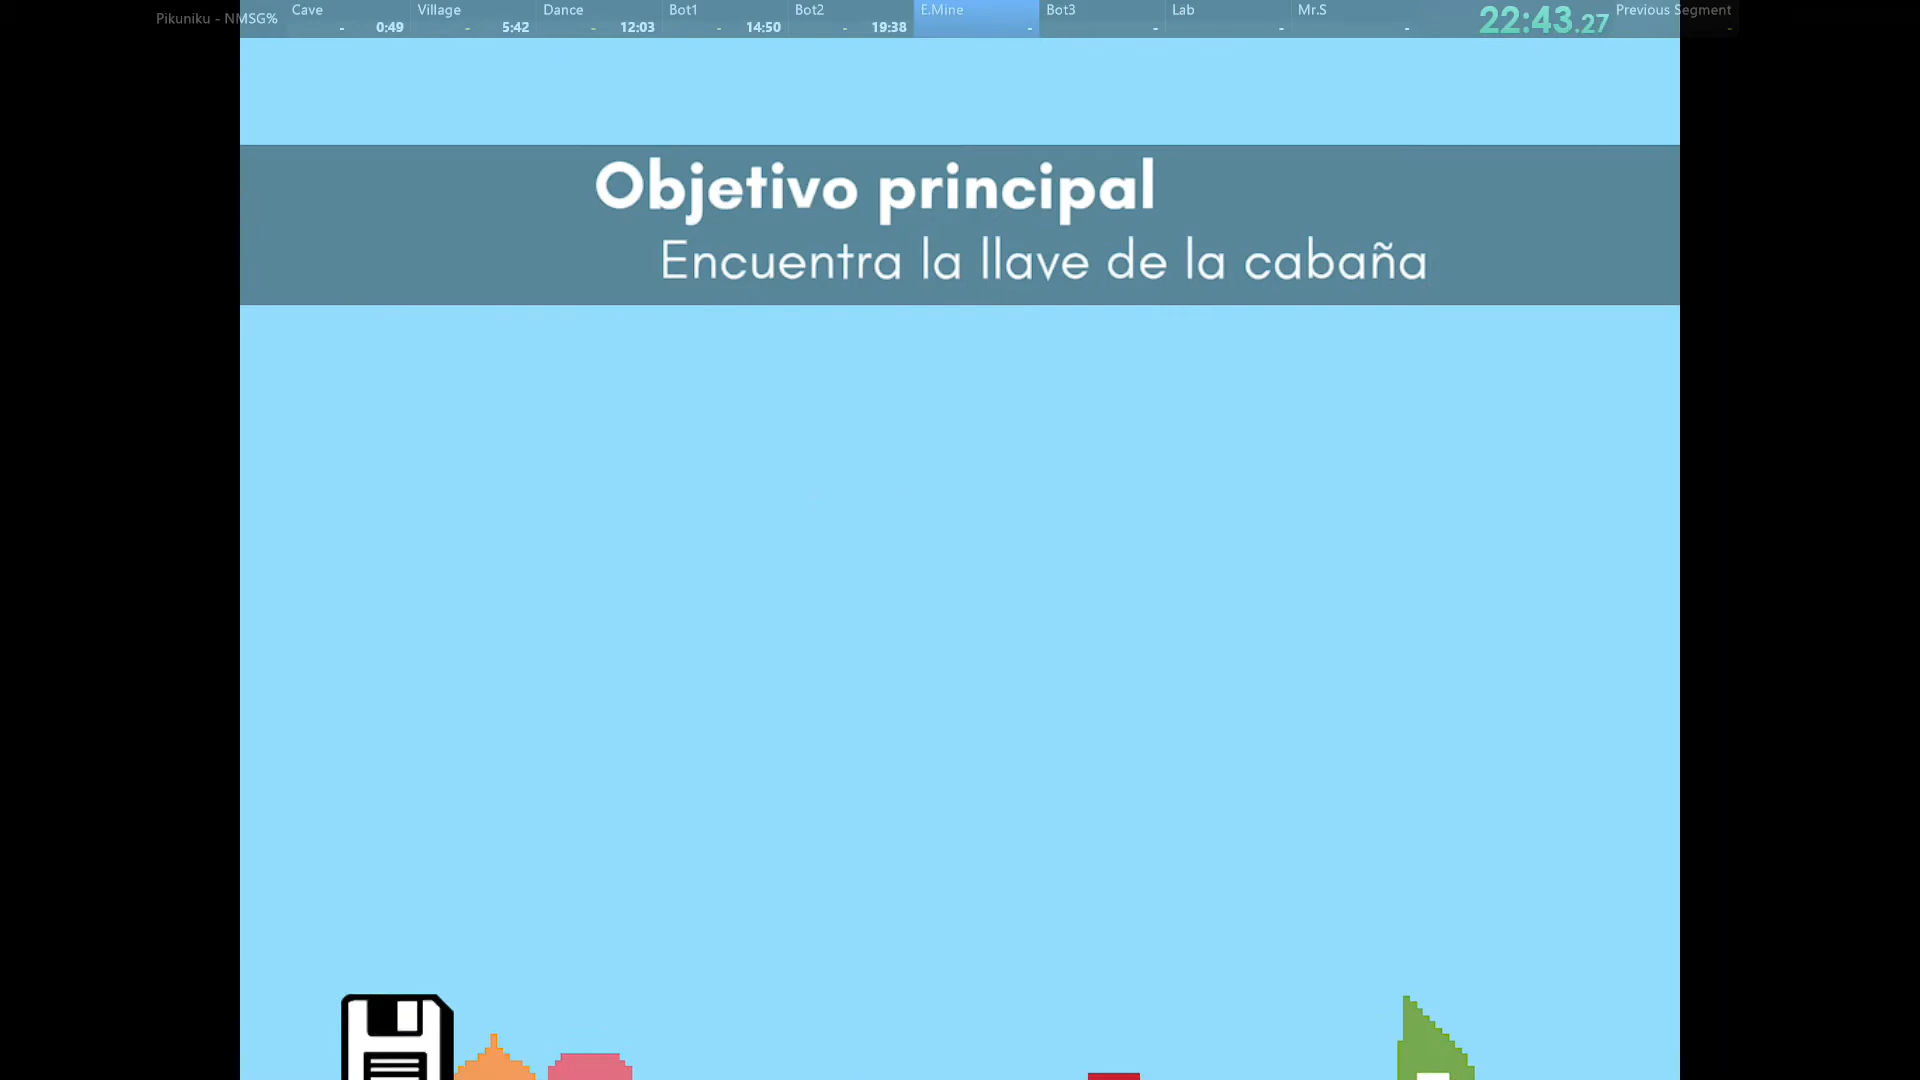 Pikuniku - NMSG%
Cave Village Dance Bot1 Bot2 E.Mine Bot3 Lab Mr.S 22:43.27 Previous Segment
- 0:49 - 5:42 - 12:03 - 14:50 - 19:38 - - - - -
Objetivo principal
Encuentra la llave de la cabaña